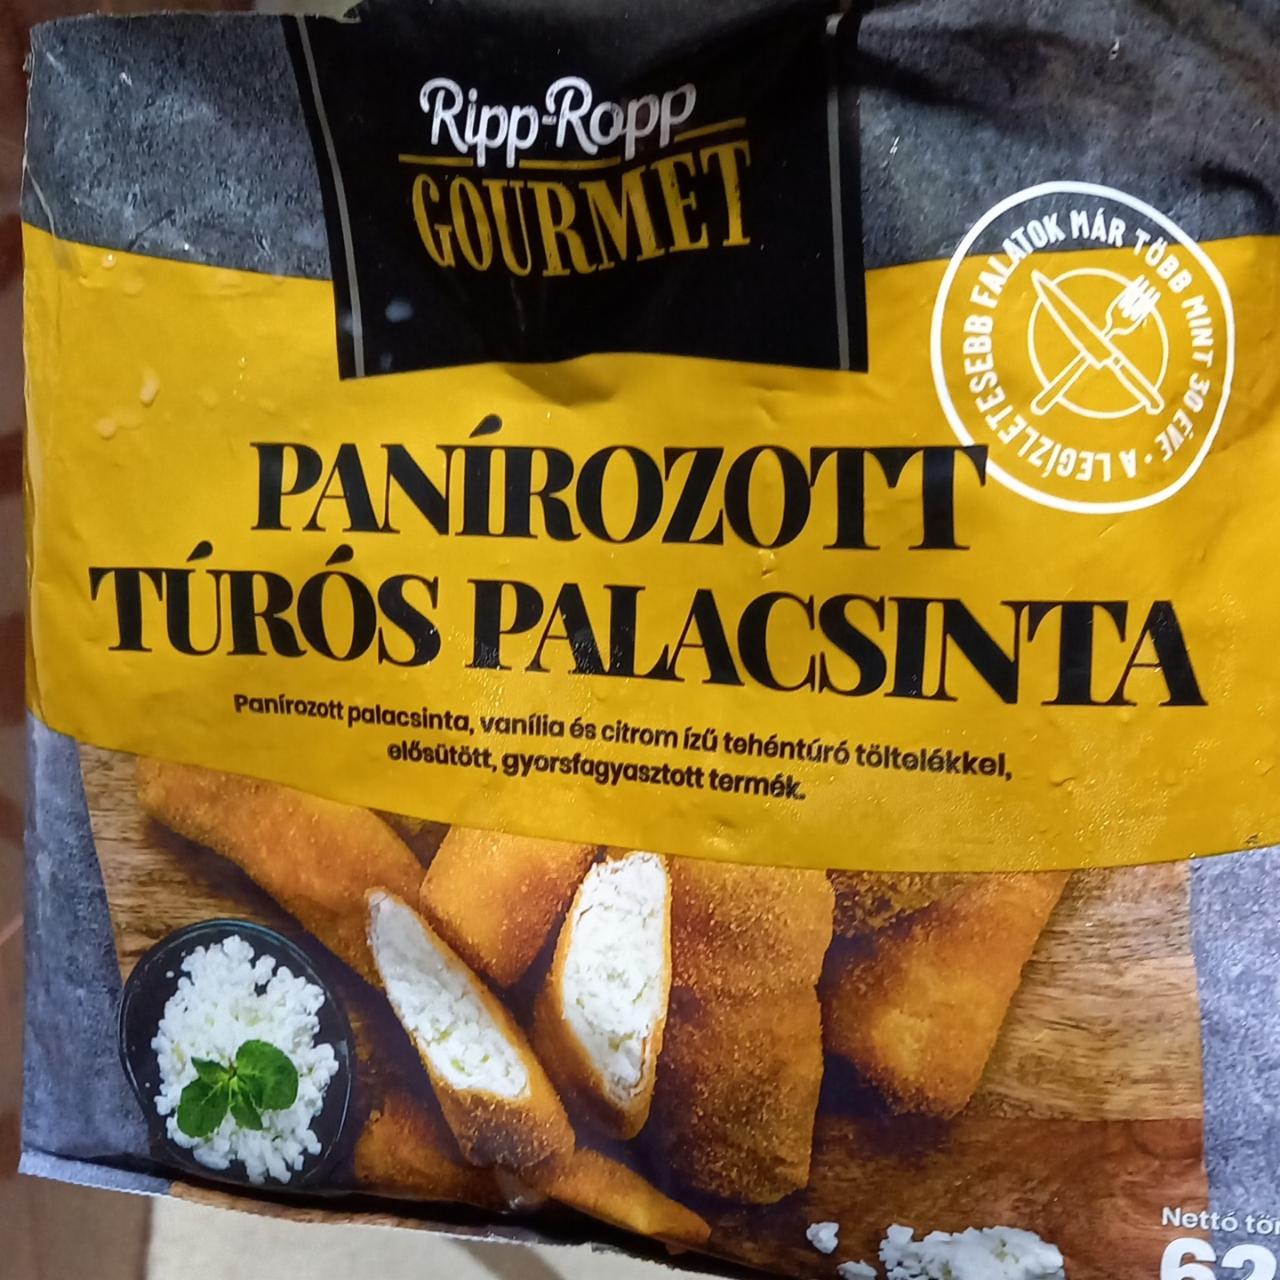 Ripp-Ropp
GOURMET
A LEGÍZLETESEBB FALATOK MÁR TÖBB MINT 30 ÉVE •
PANÍROZOTT
TÚRÓS PALACSINTA
Panírozott palacsinta, vanília és citrom ízű tehéntúró töltelékkel,
elősütött, gyorsfagyasztott termék.
Nettó